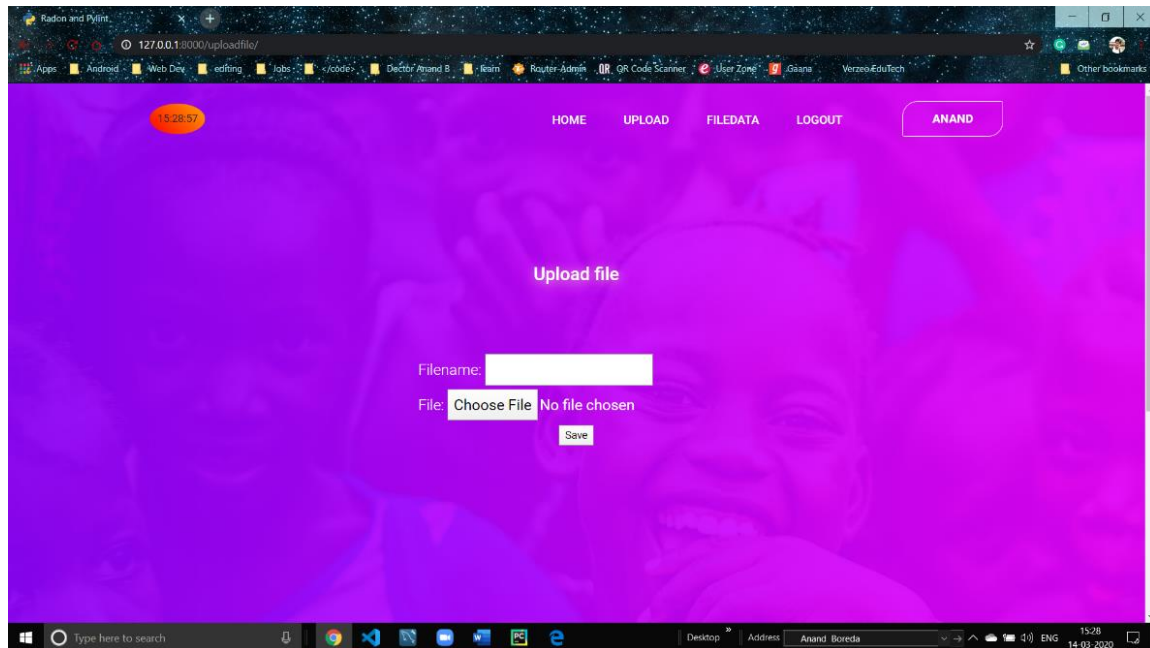 Radon and Pylint
127.0.0.1:8000/uploadfile/
Apps Android Web Dev editing Jobs </code> Dector Anand B Team Router-Admin QR QR Code Scanner User Zone Gaana Verzeo EduTech Other bookmarks
15:28:57 HOME UPLOAD FILEDATA LOGOUT ANAND
Upload file
Filename:
File: Choose File No file chosen
Save
Type here to search Desktop » Address Anand Boreda ENG 15:28
14-03-2020